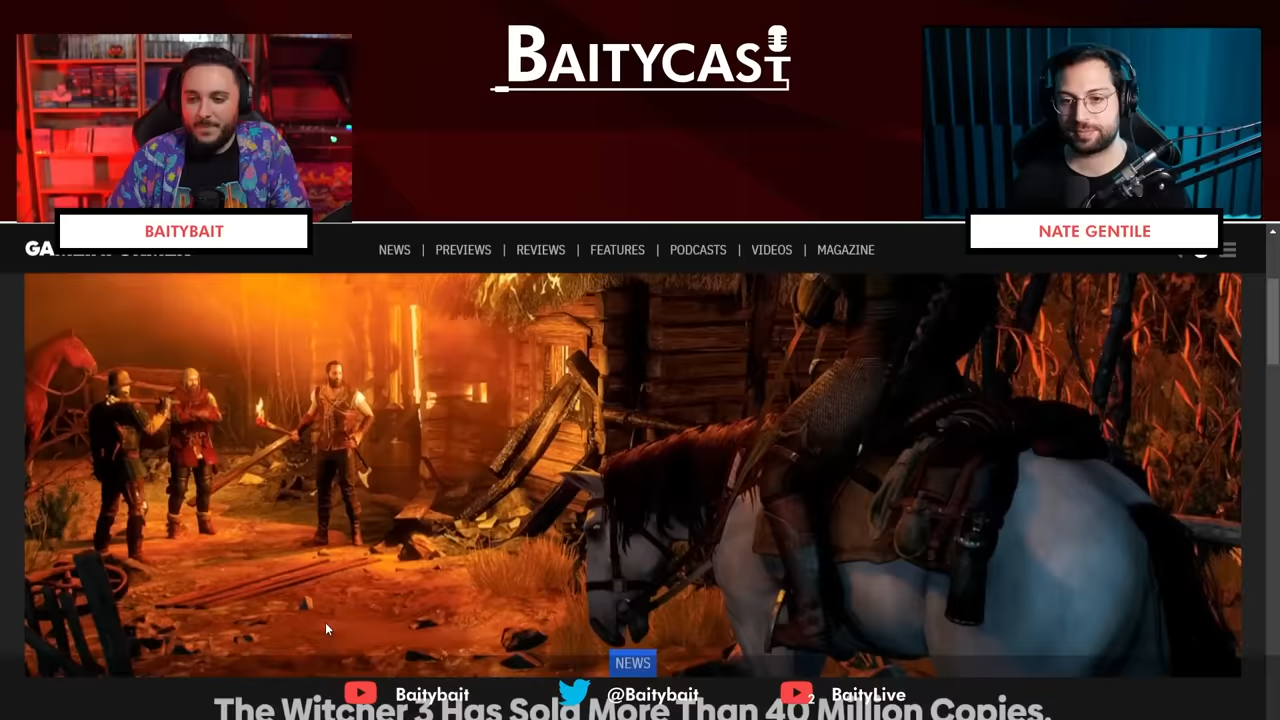 BAITYCAST
BAITYBAIT
NATE GENTILE
NEWS | PREVIEWS | REVIEWS | FEATURES | PODCASTS | VIDEOS | MAGAZINE
NEWS
Baitybait
@Baitybait
2 BaityLive
The Witcher 3 Has Sold More Than 40 Million Copies,